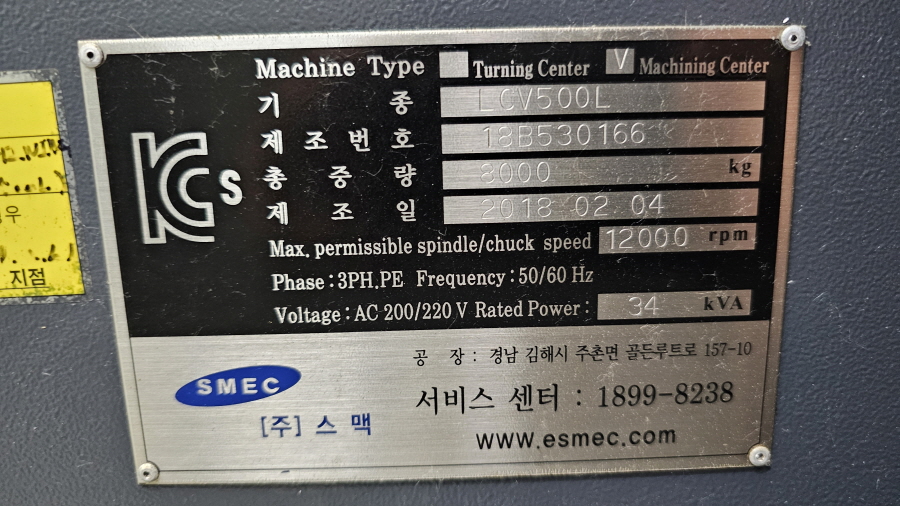 Machine Type Turning Center V Machining Center
기 종 LCV500L
제 조 번 호 18B530166
총 중 량 8000 kg
제 조 일 2018 02 04
Max. permissible spindle/chuck speed 12000 rpm
Phase : 3PH.PE Frequency : 50/60 Hz
Voltage : AC 200/220 V Rated Power : 34 kVA
KC s
공 장 : 경남 김해시 주촌면 골든루트로 157-10
SMEC
서비스 센터 : 1899-8238
[주] 스 맥
www.esmec.com
지점